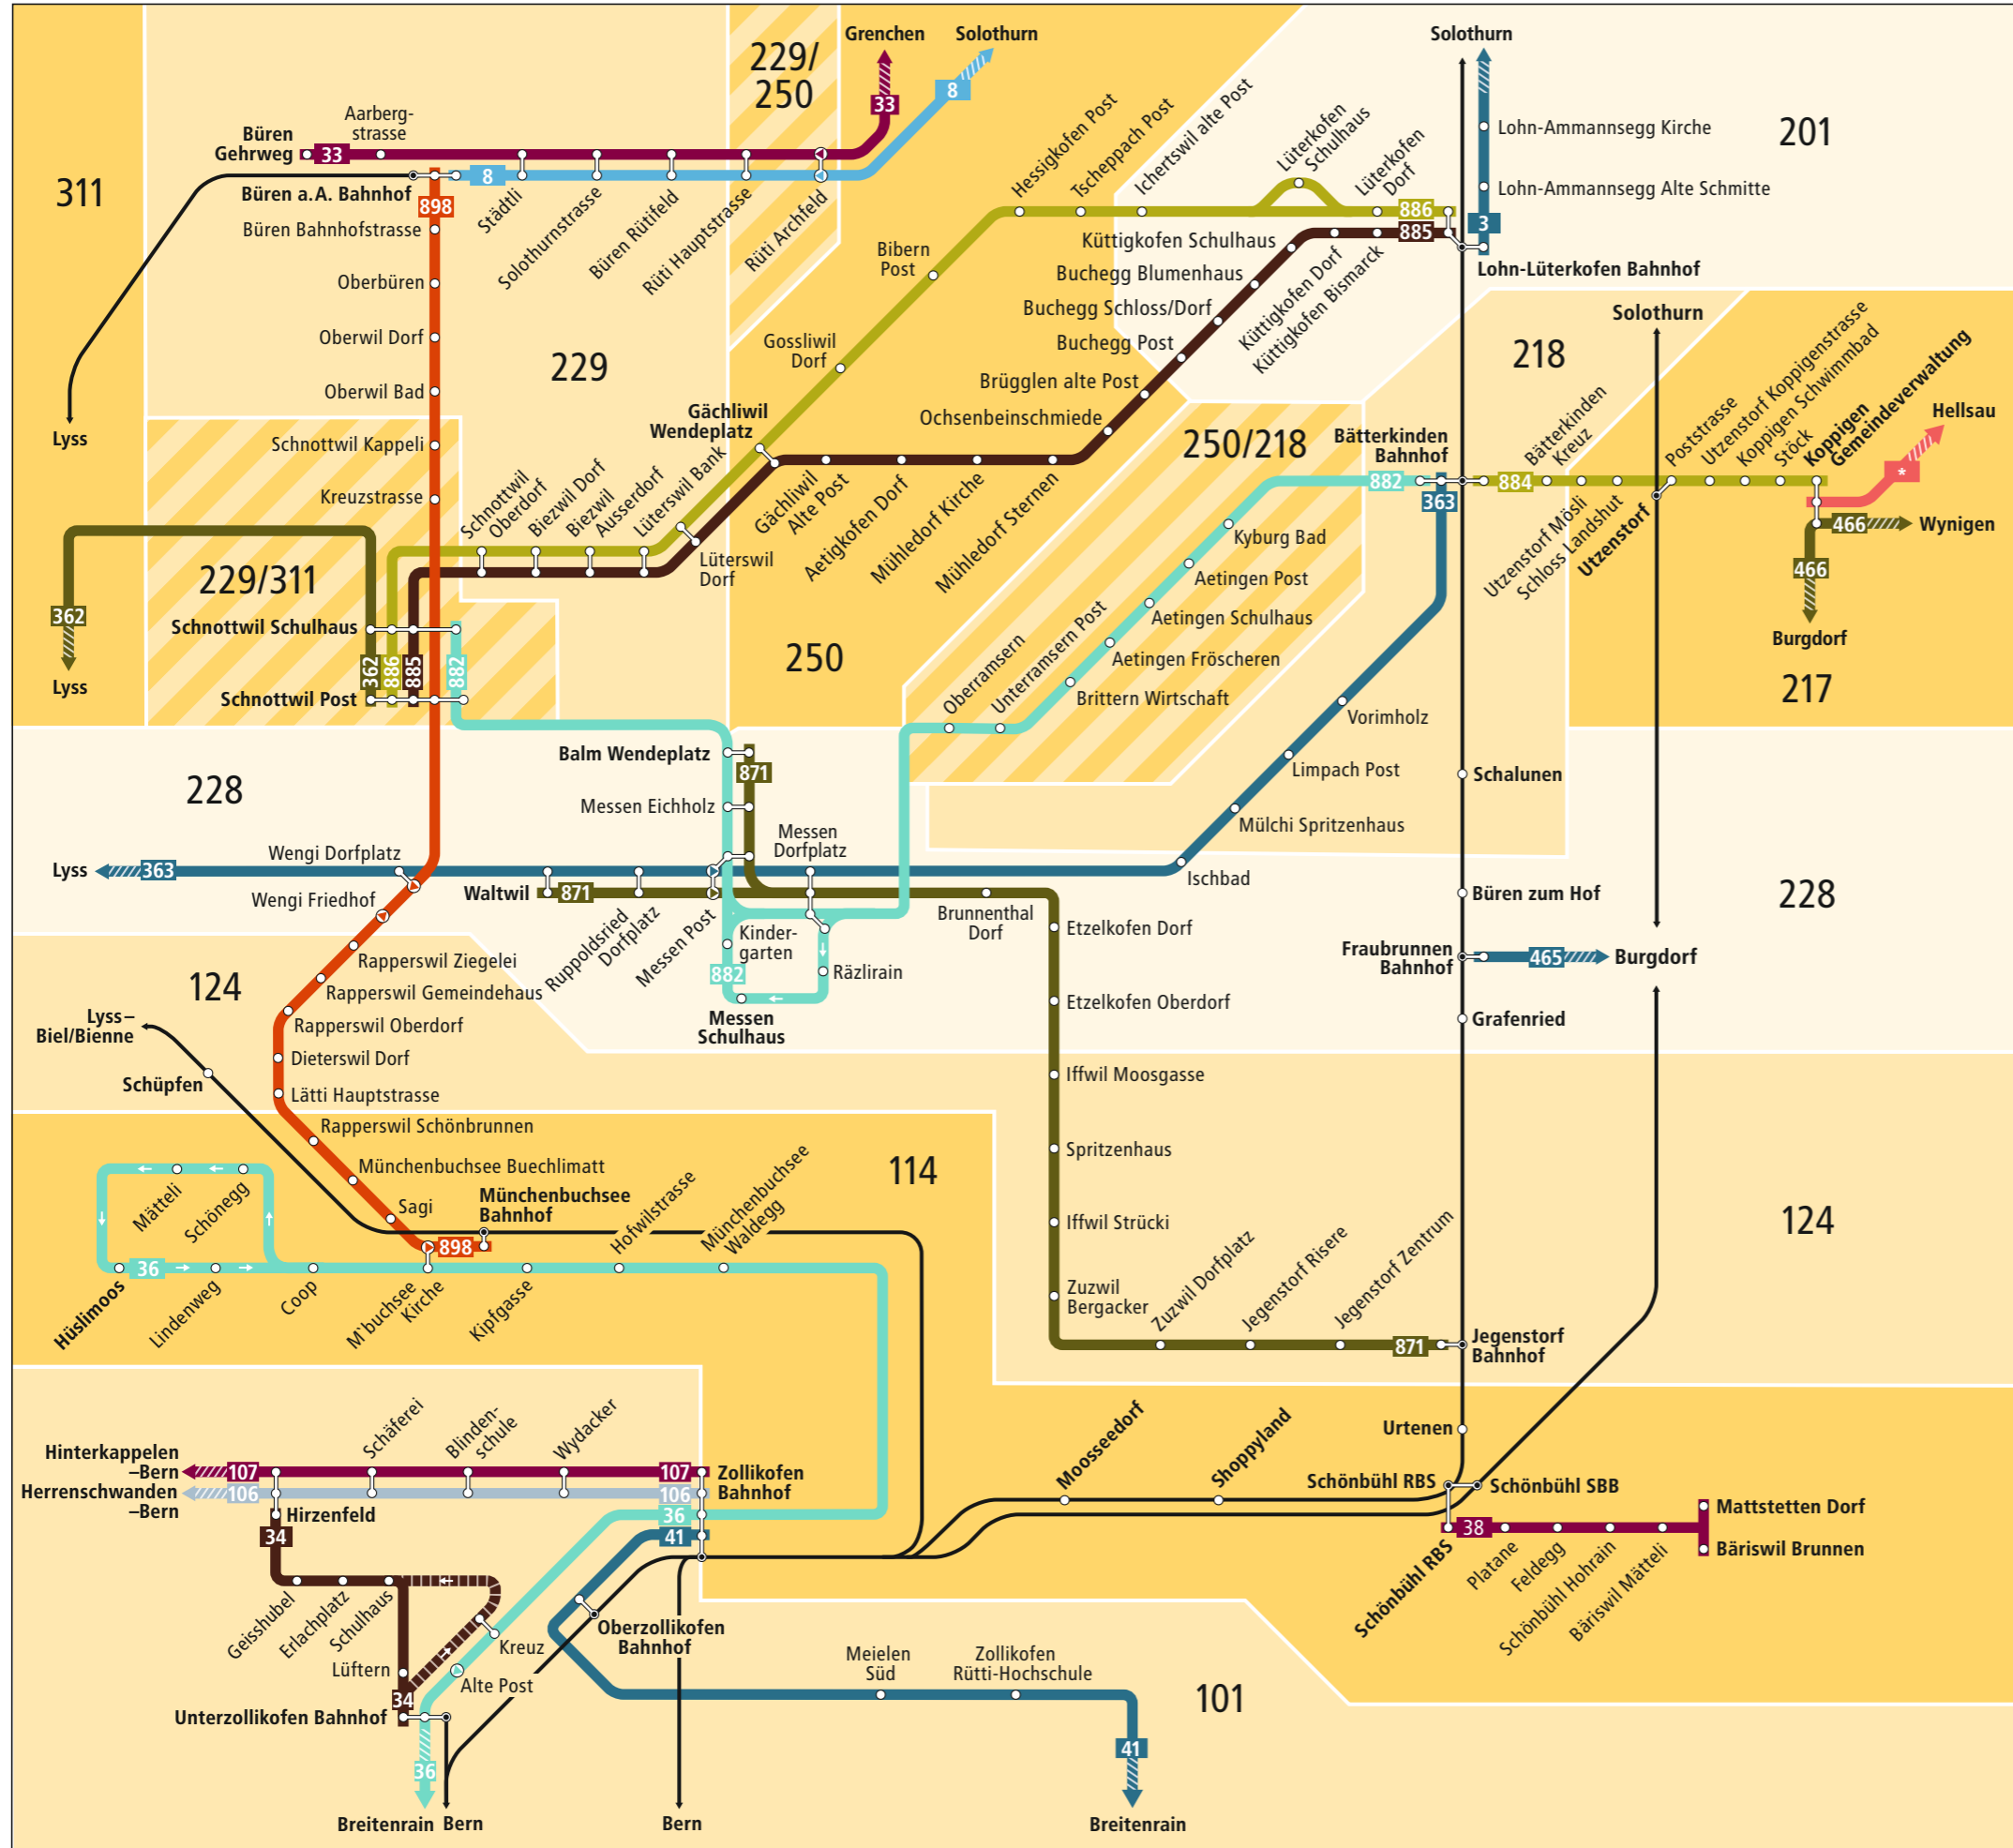 Grenchen
Solothurn
Solothurn
229/
250
33
8
Aarberg-
strasse
Büren
Gehrweg
33
Büren a.A. Bahnhof
8
898
Städtli
Solothurnstrasse
Büren Rütifeld
Rüti Hauptstrasse
Rüti Archfeld
311
Büren Bahnhofstrasse
Oberbüren
Oberwil Dorf
Oberwil Bad
Schnottwil Kappeli
Kreuzstrasse
229
Lyss
Hessigkofen Post
Tscheppach Post
Ichertswil alte Post
Lüterkofen
Schulhaus
Lüterkofen
Dorf
886
885
3
Lohn-Ammannsegg Kirche
201
Lohn-Ammannsegg Alte Schmitte
Lohn-Lüterkofen Bahnhof
Bibern
Post
Gossliwil
Dorf
Gächliwil
Wendeplatz
Küttigkofen Schulhaus
Buchegg Blumenhaus
Buchegg Schloss/Dorf
Buchegg Post
Brügglen alte Post
Ochsenbeinschmiede
Küttigkofen Dorf
Küttigkofen Bismarck
Solothurn
218
250/218
Bätterkinden
Bahnhof
882
363
884
Bätterkinden
Kreuz
Utzenstorf Mösli
Schloss Landshut
Utzenstorf
Poststrasse
Utzenstorf Koppigenstrasse
Koppigen Schwimmbad
Stöck
Koppigen
Gemeindeverwaltung
Hellsau
*
466
Wynigen
466
Burgdorf
217
Schnottwil
Oberdorf
Biezwil Dorf
Biezwil
Ausserdorf
Lüterswil Bank
Lüterswil
Dorf
Gächliwil
Alte Post
Aetigkofen Dorf
Mühledorf Kirche
Mühledorf Sternen
229/311
362
Lyss
Schnottwil Schulhaus
362
886
885
882
Schnottwil Post
250
Oberramsern
Unterramsern Post
Kyburg Bad
Aetingen Post
Aetingen Schulhaus
Aetingen Fröscheren
Brittern Wirtschaft
Vorimholz
Limpach Post
Mülchi Spritzenhaus
Ischbad
Schalunen
228
Balm Wendeplatz
871
Messen Eichholz
Messen
Dorfplatz
Lyss
363
Wengi Dorfplatz
Wengi Friedhof
Waltwil
871
Ruppoldsried
Dorfplatz
Messen Post
Kinder-
garten
882
Räzlirain
Messen
Schulhaus
Brunnenthal
Dorf
Etzelkofen Dorf
Etzelkofen Oberdorf
Büren zum Hof
228
Fraubrunnen
Bahnhof
465
Burgdorf
Grafenried
124
Rapperswil Ziegelei
Rapperswil Gemeindehaus
Rapperswil Oberdorf
Dieterswil Dorf
Lätti Hauptstrasse
Rapperswil Schönbrunnen
Münchenbuchsee Buechlimatt
Sagi
Lyss–
Biel/Bienne
Schüpfen
Münchenbuchsee
Bahnhof
898
114
Mätteli
Schönegg
Hüslimoos
36
Lindenweg
Coop
M`buchsee
Kirche
Kipfgasse
Hofwilstrasse
Münchenbuchsee
Waldegg
Iffwil Moosgasse
Spritzenhaus
Iffwil Strücki
Zuzwil
Bergacker
Zuzwil Dorfplatz
Jegenstorf Risere
Jegenstorf Zentrum
871
Jegenstorf
Bahnhof
124
Urtenen
Hinterkappelen
–Bern
107
Herrenschwanden
–Bern
106
Schäferei
Blinden-
schule
Wydacker
107
106
36
41
Zollikofen
Bahnhof
Hirzenfeld
34
Geisshubel
Erlachplatz
Schulhaus
Lüftern
34
Kreuz
Alte Post
Unterzollikofen Bahnhof
36
Breitenrain
Bern
Oberzollikofen
Bahnhof
Bern
Moosseedorf
Shoppyland
Schönbühl RBS
Schönbühl SBB
38
Schönbühl RBS
Platane
Feldegg
Schönbühl Hohrain
Bäriswil Mätteli
Mattstetten Dorf
Bäriswil Brunnen
Meielen
Süd
Zollikofen
Rütti-Hochschule
101
41
Breitenrain